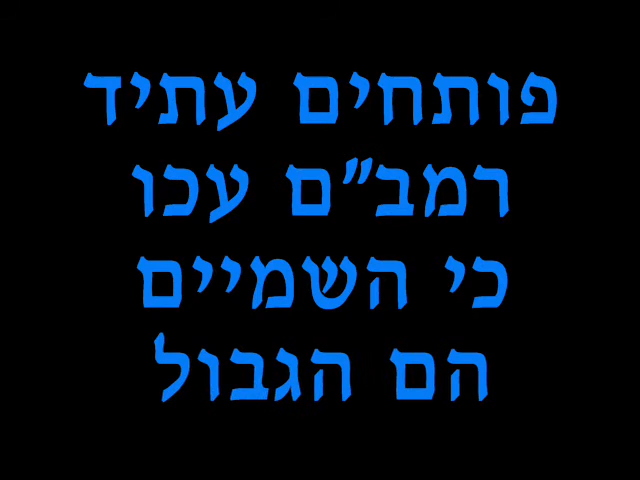 פותחים עתיד
רמב״ם עכו
כי השמיים
הם הגבול